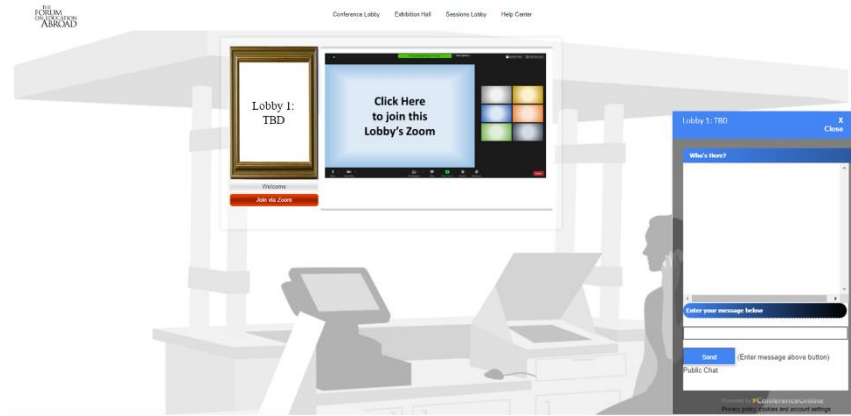 THE
FORUM
ON EDUCATION
ABROAD
Conference Lobby Exhibition Hall Sessions Lobby Help Center
Lobby 1:
TBD
Click Here
to join this
Lobby's Zoom
Welcome
Join via Zoom
Lobby 1: TBD
X
Close
Who's Here?
Enter your message below
Send (Enter message above button)
Public Chat
Powered by vConferenceOnline
Privacy policy, cookies and account settings